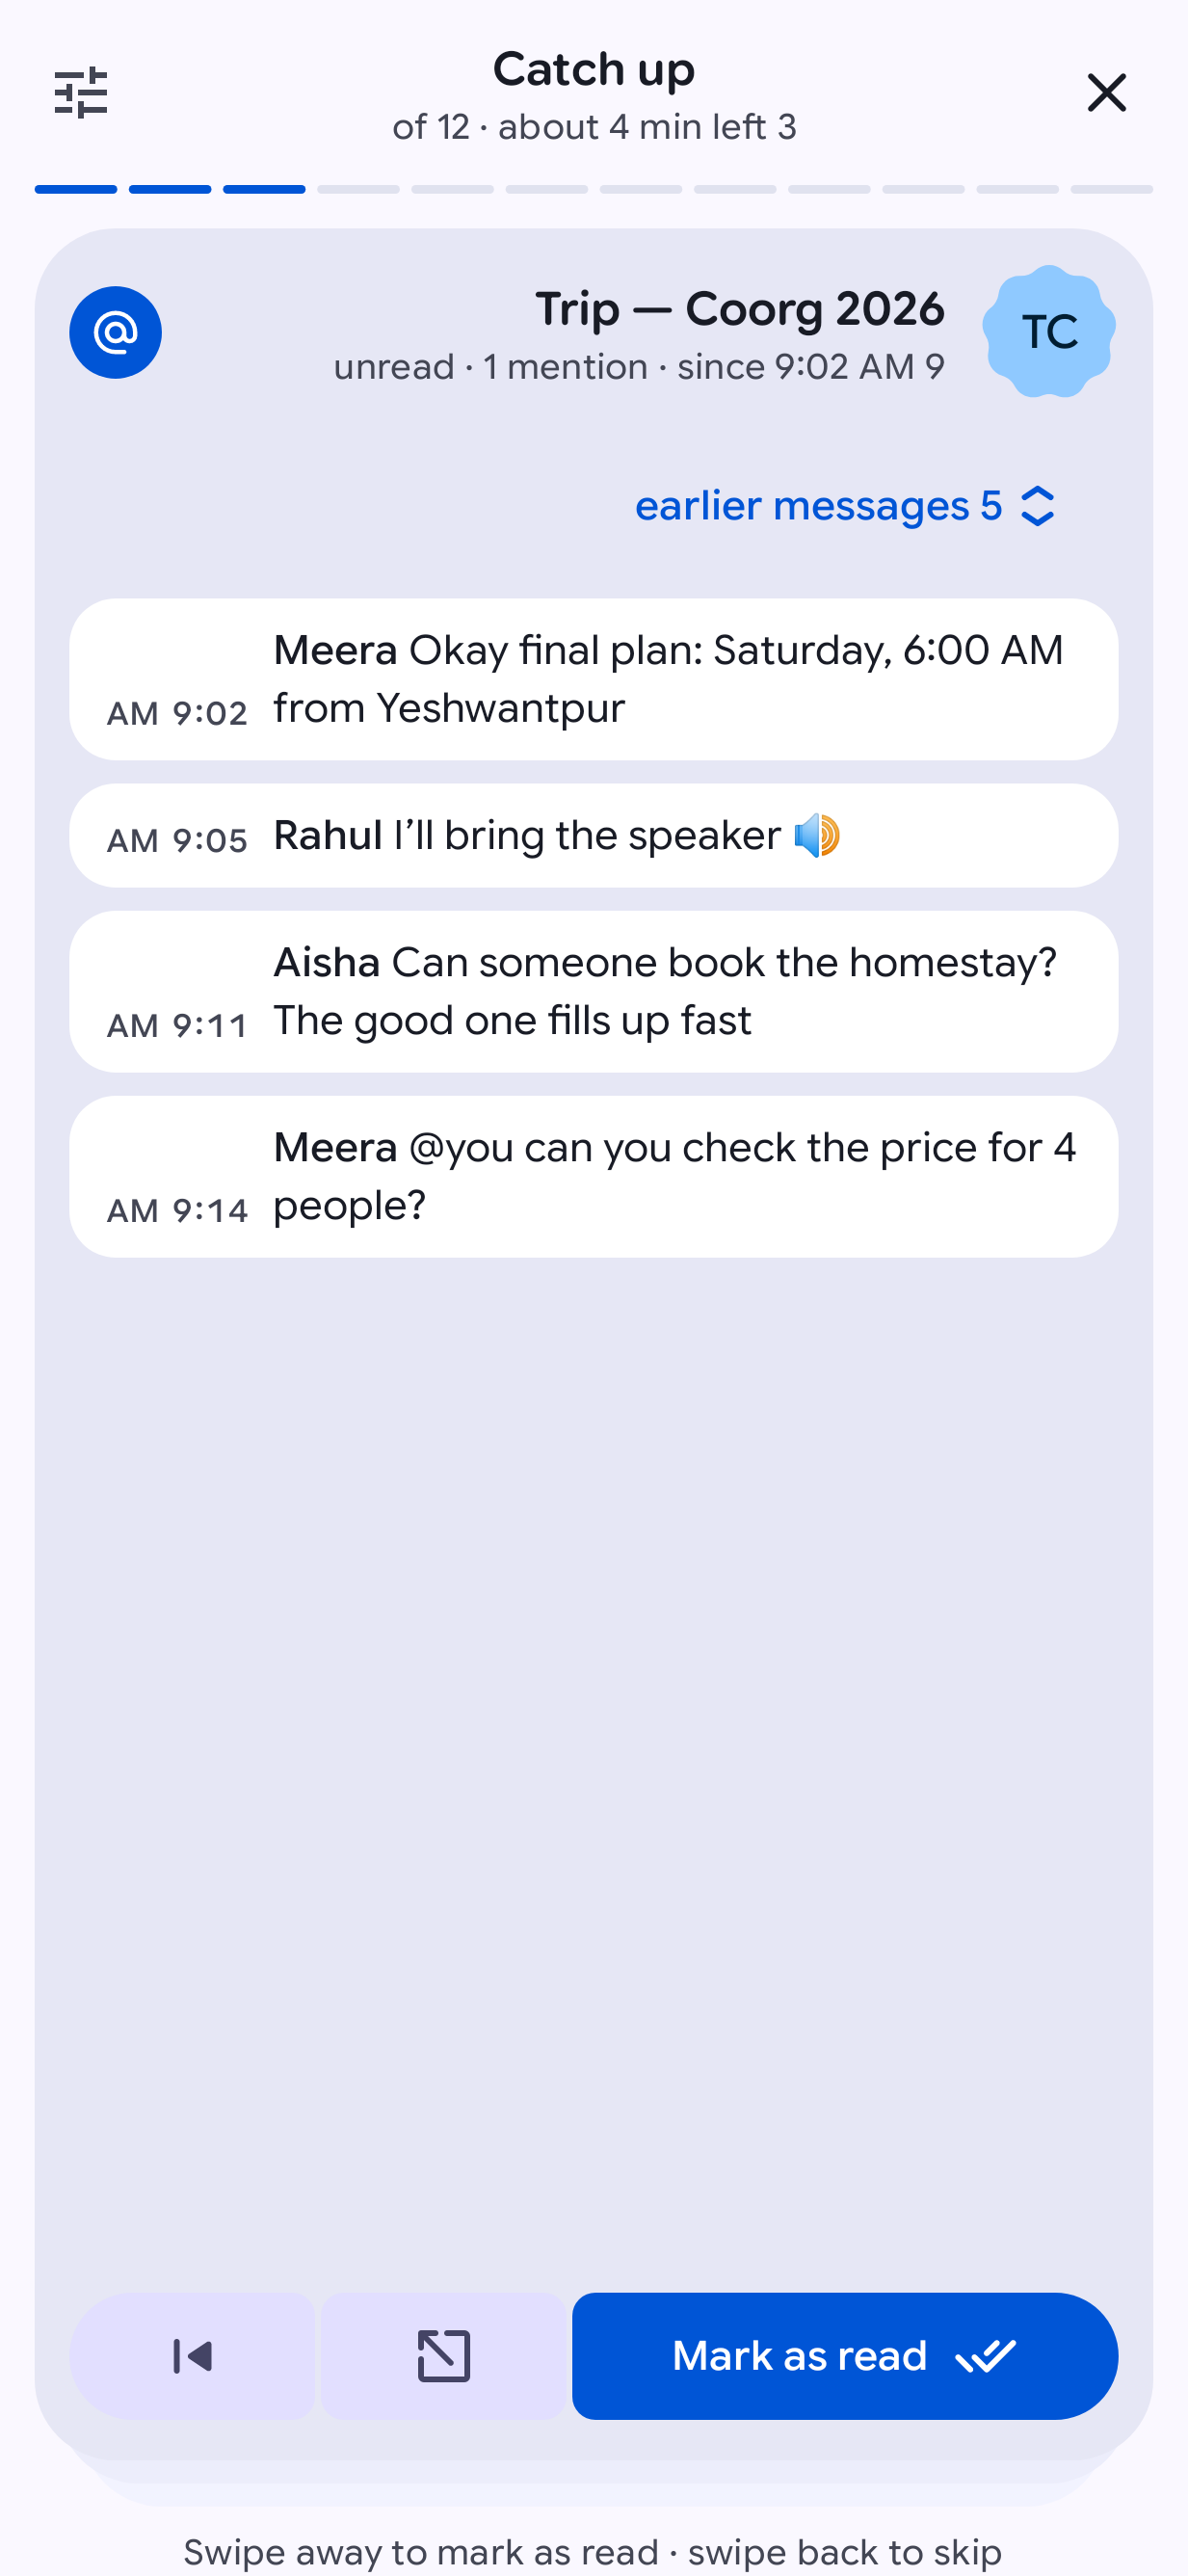 Catch up
of 12 · about 4 min left 3
@
Trip — Coorg 2026
unread · 1 mention · since 9:02 AM 9
TC
earlier messages 5
Meera Okay final plan: Saturday, 6:00 AM
from Yeshwantpur
AM 9:02
Rahul I’ll bring the speaker 🔊
AM 9:05
Aisha Can someone book the homestay?
The good one fills up fast
AM 9:11
Meera @you can you check the price for 4
people?
AM 9:14
Mark as read
Swipe away to mark as read · swipe back to skip